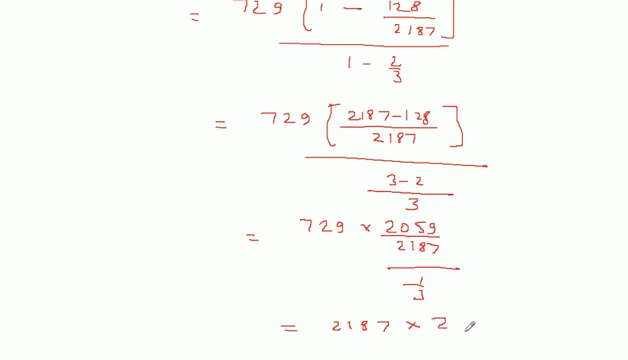 = 729 [ 1 - 128/2187 ] / 1 - 2/3
= 729 [ 2187-128 / 2187 ] / 3-2 / 3
= 729 × 2059/2187 / 1/3
= 2187 × 2